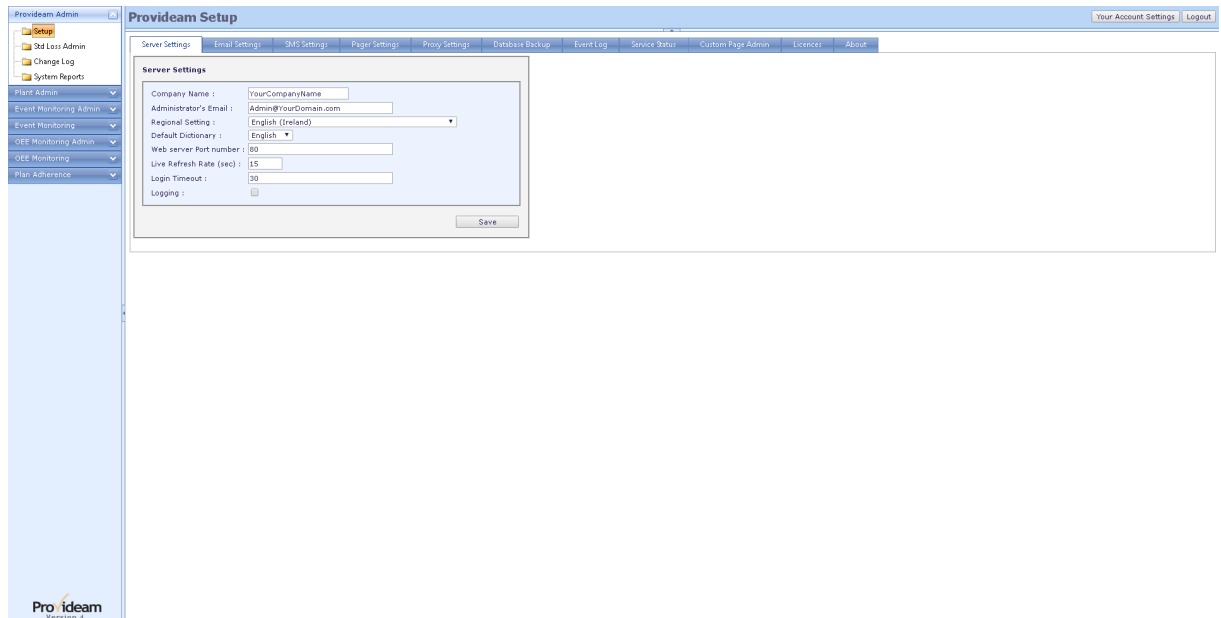 Provideam Admin
Setup
Std Loss Admin
Change Log
System Reports
Plant Admin
Event Monitoring Admin
Event Monitoring
OEE Monitoring Admin
OEE Monitoring
Plan Adherence
Provideam
Version 4
Provideam Setup
Your Account Settings Logout
Server Settings Email Settings SMS Settings Pager Settings Proxy Settings Database Backup Event Log Service Status Custom Page Admin Licences About
Server Settings
Company Name : YourCompanyName
Administrator's Email : Admin@YourDomain.com
Regional Setting : English (Ireland)
Default Dictionary : English
Web server Port number : 80
Live Refresh Rate (sec) : 15
Login Timeout : 30
Logging :
Save